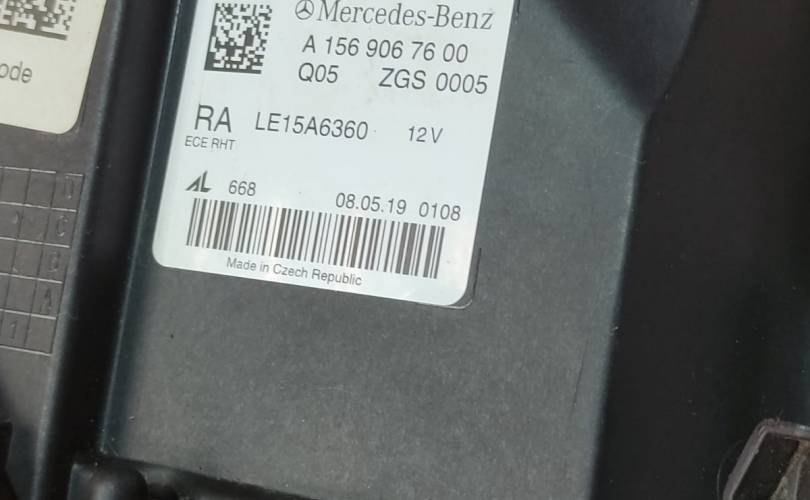 Mercedes-Benz
A 156 906 76 00
Q05 ZGS 0005
RA LE15A6360 12V
ECE RHT
AL 668
08.05.19 0108
Made in Czech Republic
ode
D
C
B
A
1